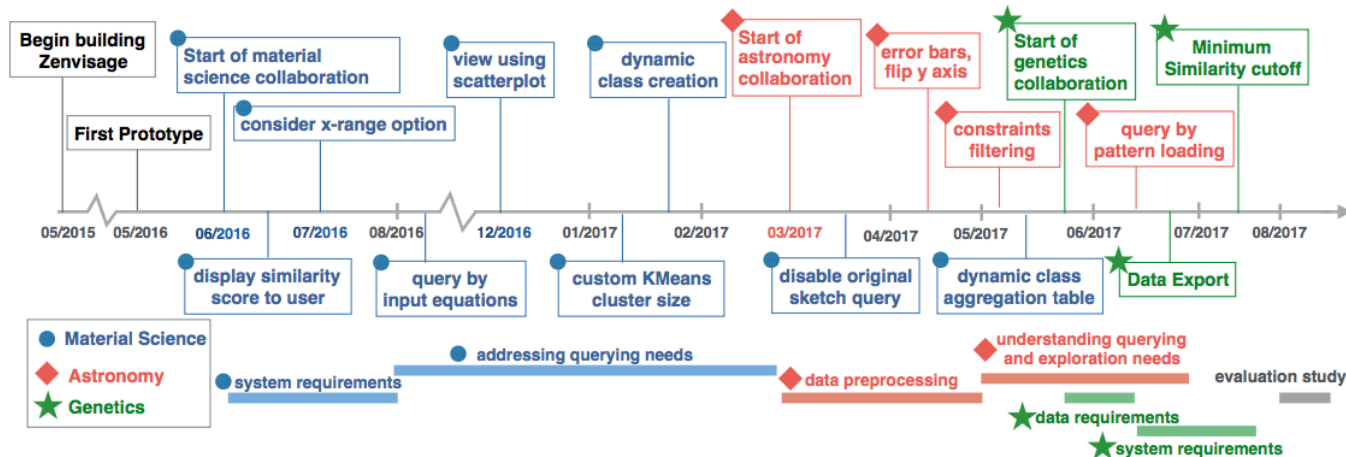 Begin building
Zenvisage
First Prototype
Start of material
science collaboration
consider x-range option
view using
scatterplot
dynamic
class creation
Start of
astronomy
collaboration
error bars,
flip y axis
constraints
filtering
Start of
genetics
collaboration
query by
pattern loading
Minimum
Similarity cutoff
05/2015
05/2016
06/2016
07/2016
08/2016
12/2016
01/2017
02/2017
03/2017
04/2017
05/2017
06/2017
07/2017
08/2017
display similarity
score to user
query by
input equations
custom KMeans
cluster size
disable original
sketch query
dynamic class
aggregation table
Data Export
Material Science
Astronomy
Genetics
system requirements
addressing querying needs
data preprocessing
understanding querying
and exploration needs
data requirements
system requirements
evaluation study